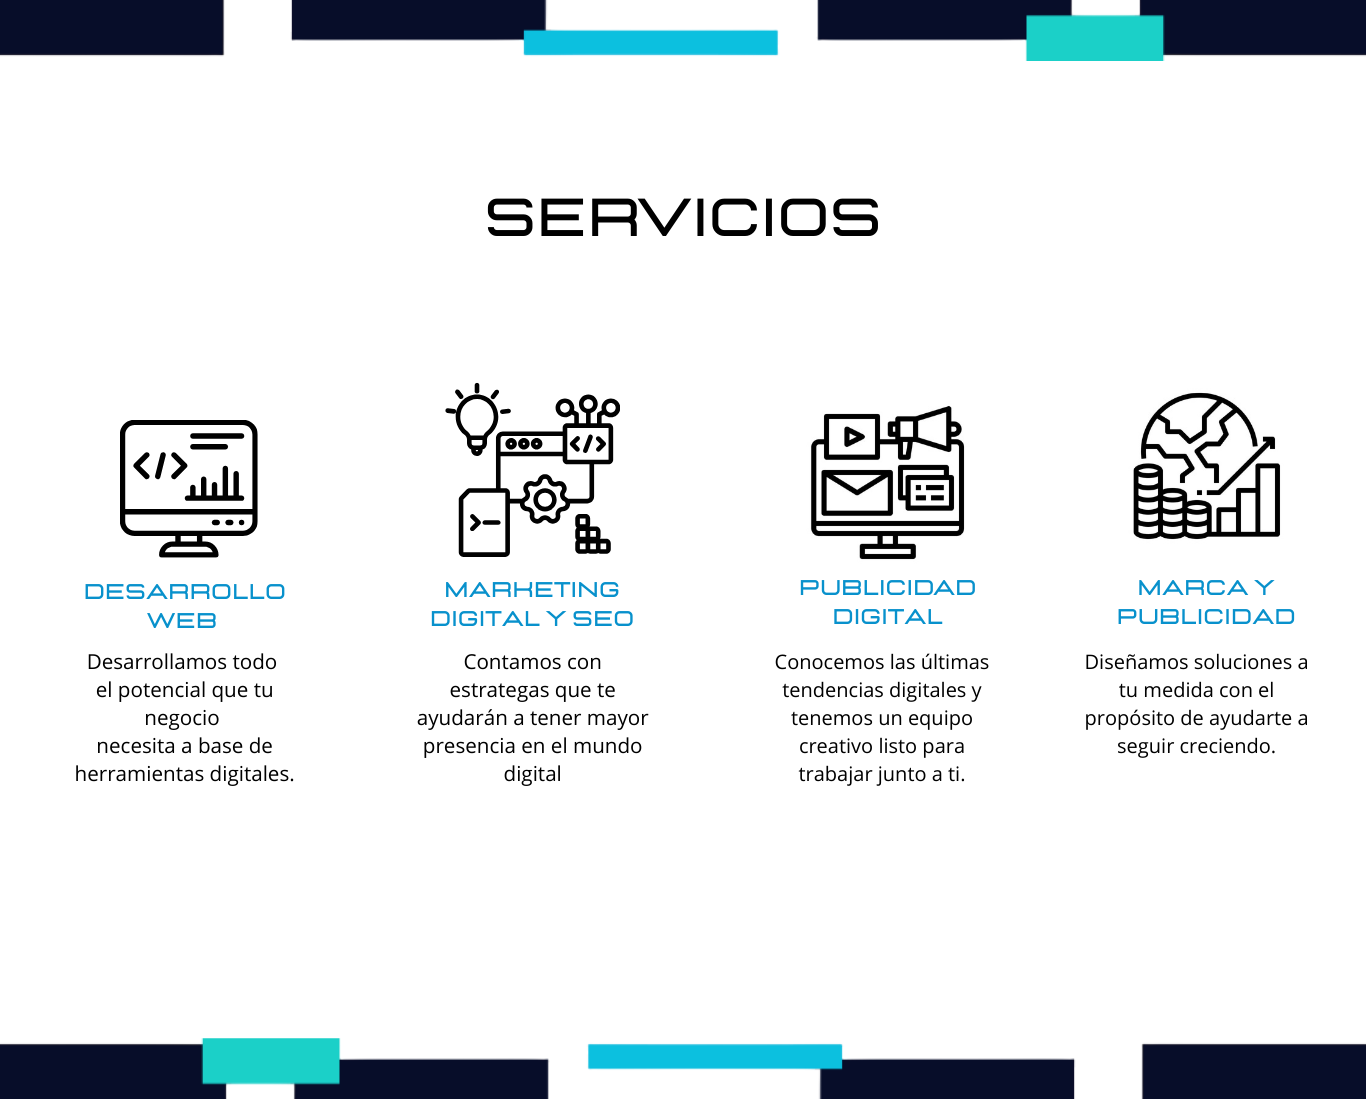 SERVICIOS
DESARROLLO
WEB
Desarrollamos todo
el potencial que tu
negocio
necesita a base de
herramientas digitales.
MARKETING
DIGITAL Y SEO
Contamos con
estrategas que te
ayudarán a tener mayor
presencia en el mundo
digital
PUBLICIDAD
DIGITAL
Conocemos las últimas
tendencias digitales y
tenemos un equipo
creativo listo para
trabajar junto a ti.
MARCA Y
PUBLICIDAD
Diseñamos soluciones a
tu medida con el
propósito de ayudarte a
seguir creciendo.